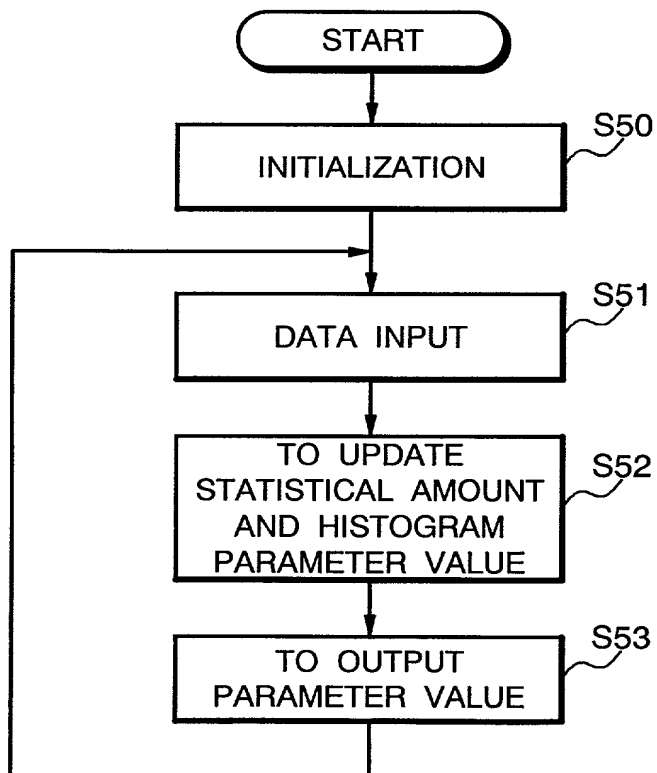 START
S50
INITIALIZATION
S51
DATA INPUT
S52
TO UPDATE
STATISTICAL AMOUNT
AND HISTOGRAM
PARAMETER VALUE
S53
TO OUTPUT
PARAMETER VALUE